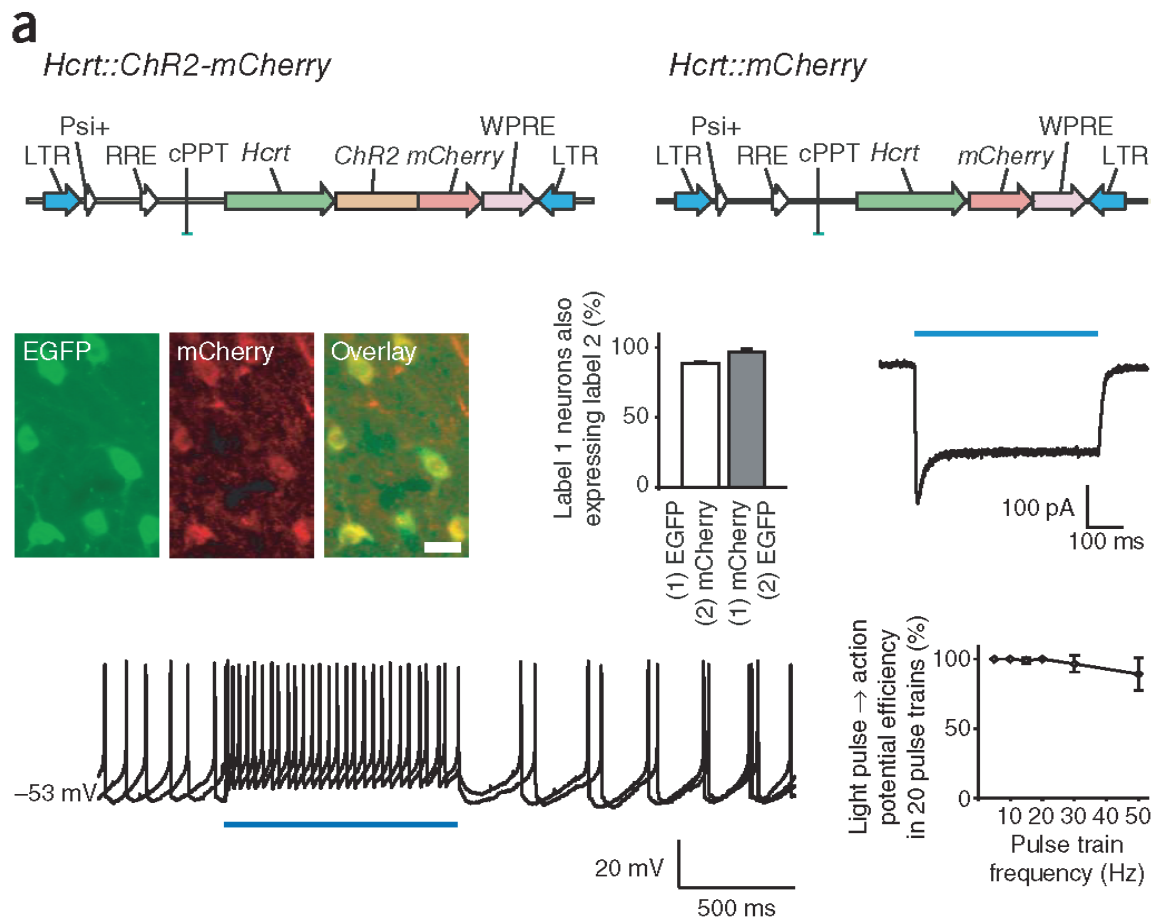 a
Hcrt::ChR2-mCherry
Psi+
LTR
RRE
cPPT
Hcrt
ChR2 mCherry
WPRE
LTR
Hcrt::mCherry
Psi+
LTR
RRE
cPPT
Hcrt
mCherry
WPRE
LTR
EGFP
mCherry
Overlay
Label 1 neurons also
expressing label 2 (%)
100
50
0
(1) EGFP
(2) mCherry
(1) mCherry
(2) EGFP
100 pA
100 ms
–53 mV
20 mV
500 ms
Light pulse → action
potential efficiency
in 20 pulse trains (%)
100
50
0
10 20 30 40 50
Pulse train
frequency (Hz)